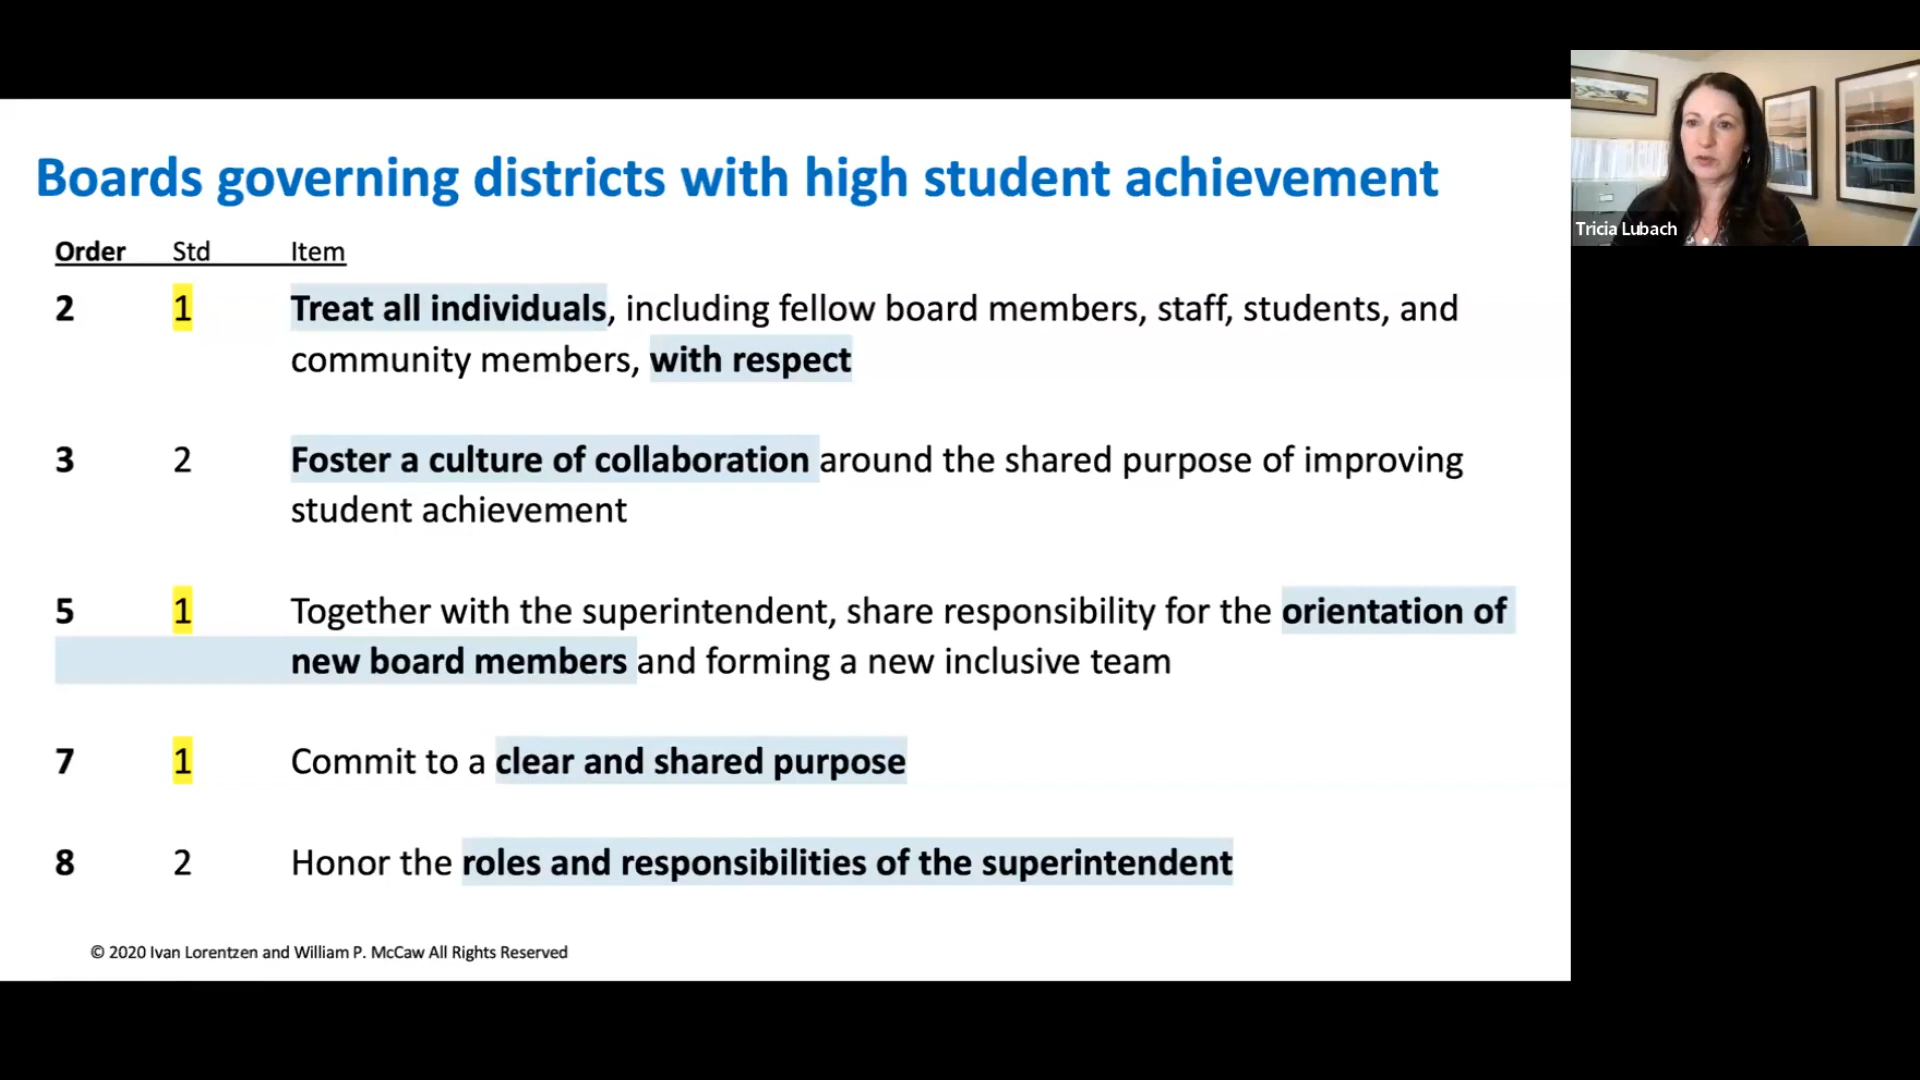 Boards governing districts with high student achievement
Order Std Item
2 1 Treat all individuals, including fellow board members, staff, students, and
community members, with respect
3 2 Foster a culture of collaboration around the shared purpose of improving
student achievement
5 1 Together with the superintendent, share responsibility for the orientation of
new board members and forming a new inclusive team
7 1 Commit to a clear and shared purpose
8 2 Honor the roles and responsibilities of the superintendent
© 2020 Ivan Lorentzen and William P. McCaw All Rights Reserved
Tricia Lubach